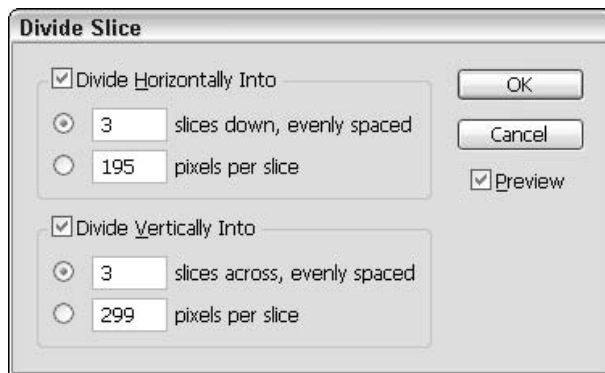 Divide Slice
Divide Horizontally Into
3 slices down, evenly spaced
195 pixels per slice
Divide Vertically Into
3 slices across, evenly spaced
299 pixels per slice
OK
Cancel
Preview